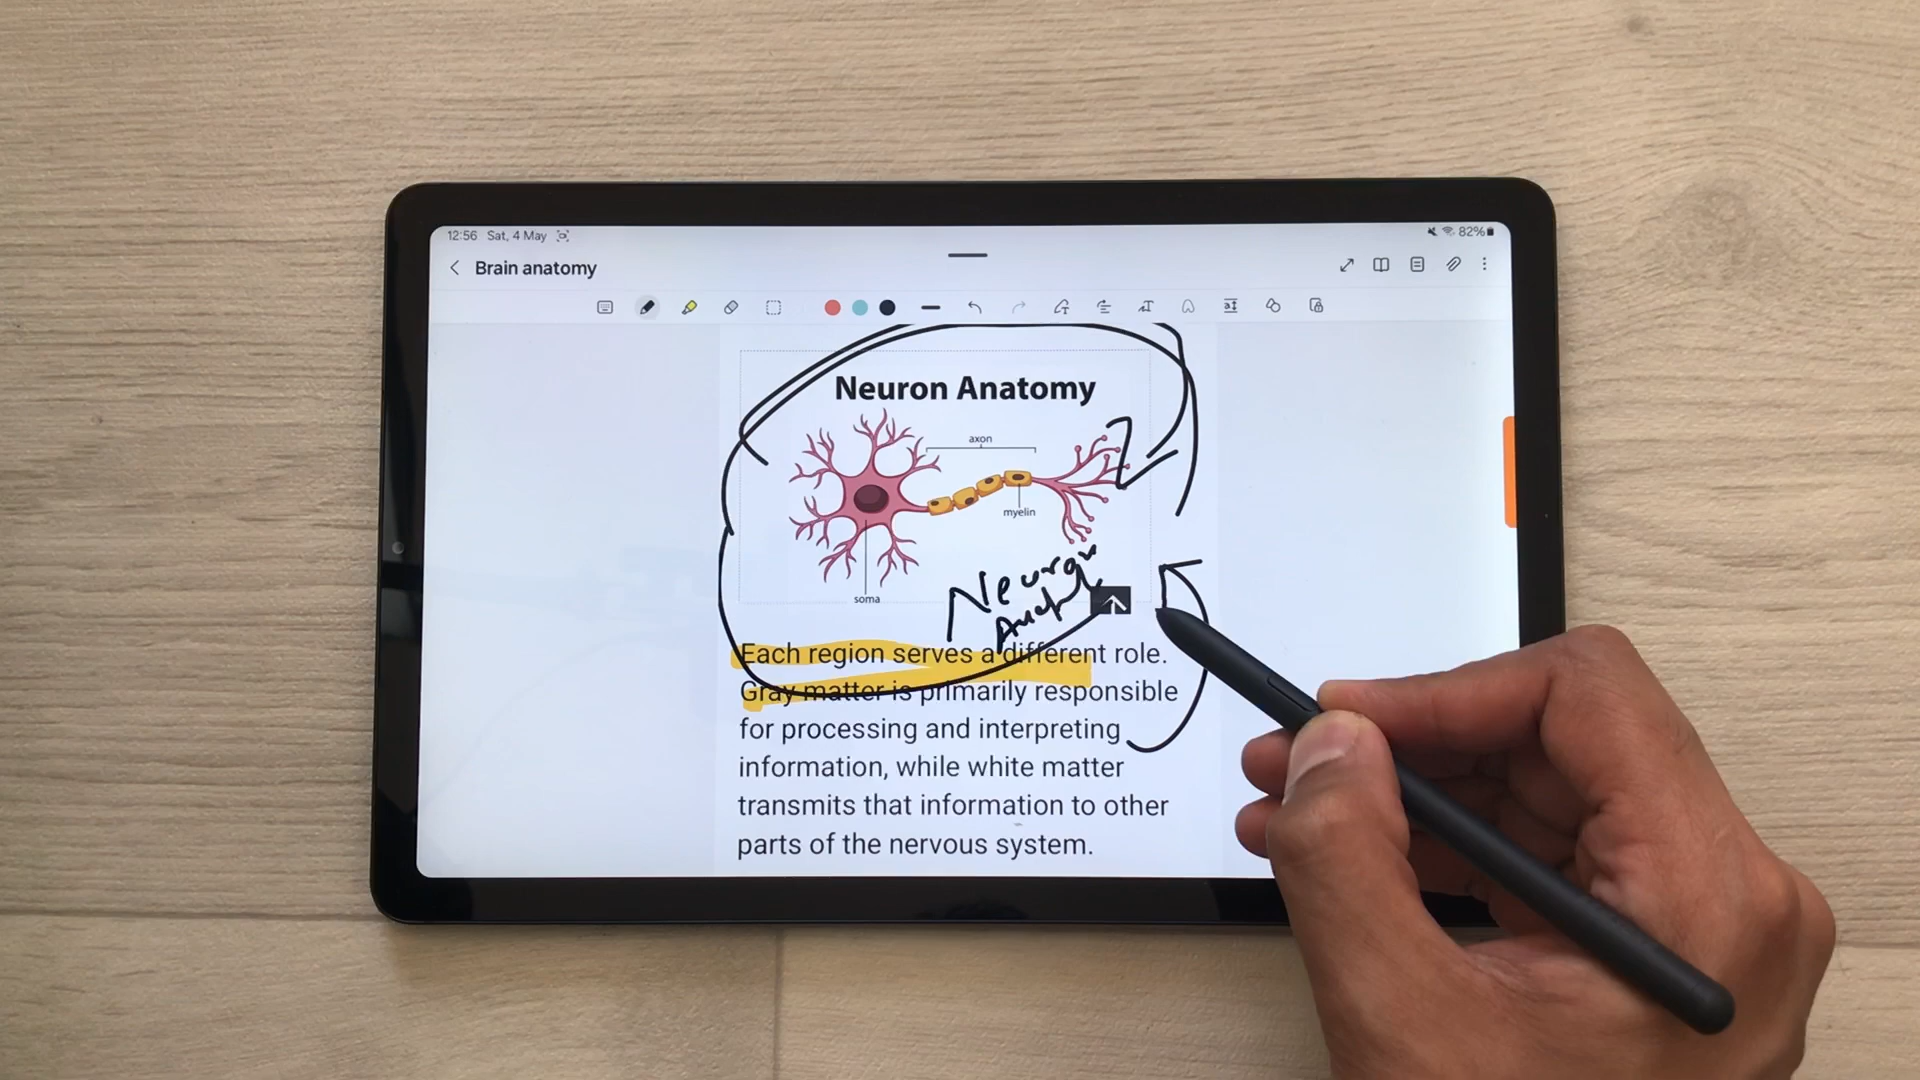 12:56 Sat, 4 May
82%
Brain anatomy
Neuron Anatomy
axon
myelin
soma
Neuron
Each region serves a different role.
Gray matter is primarily responsible
for processing and interpreting
information, while white matter
transmits that information to other
parts of the nervous system.